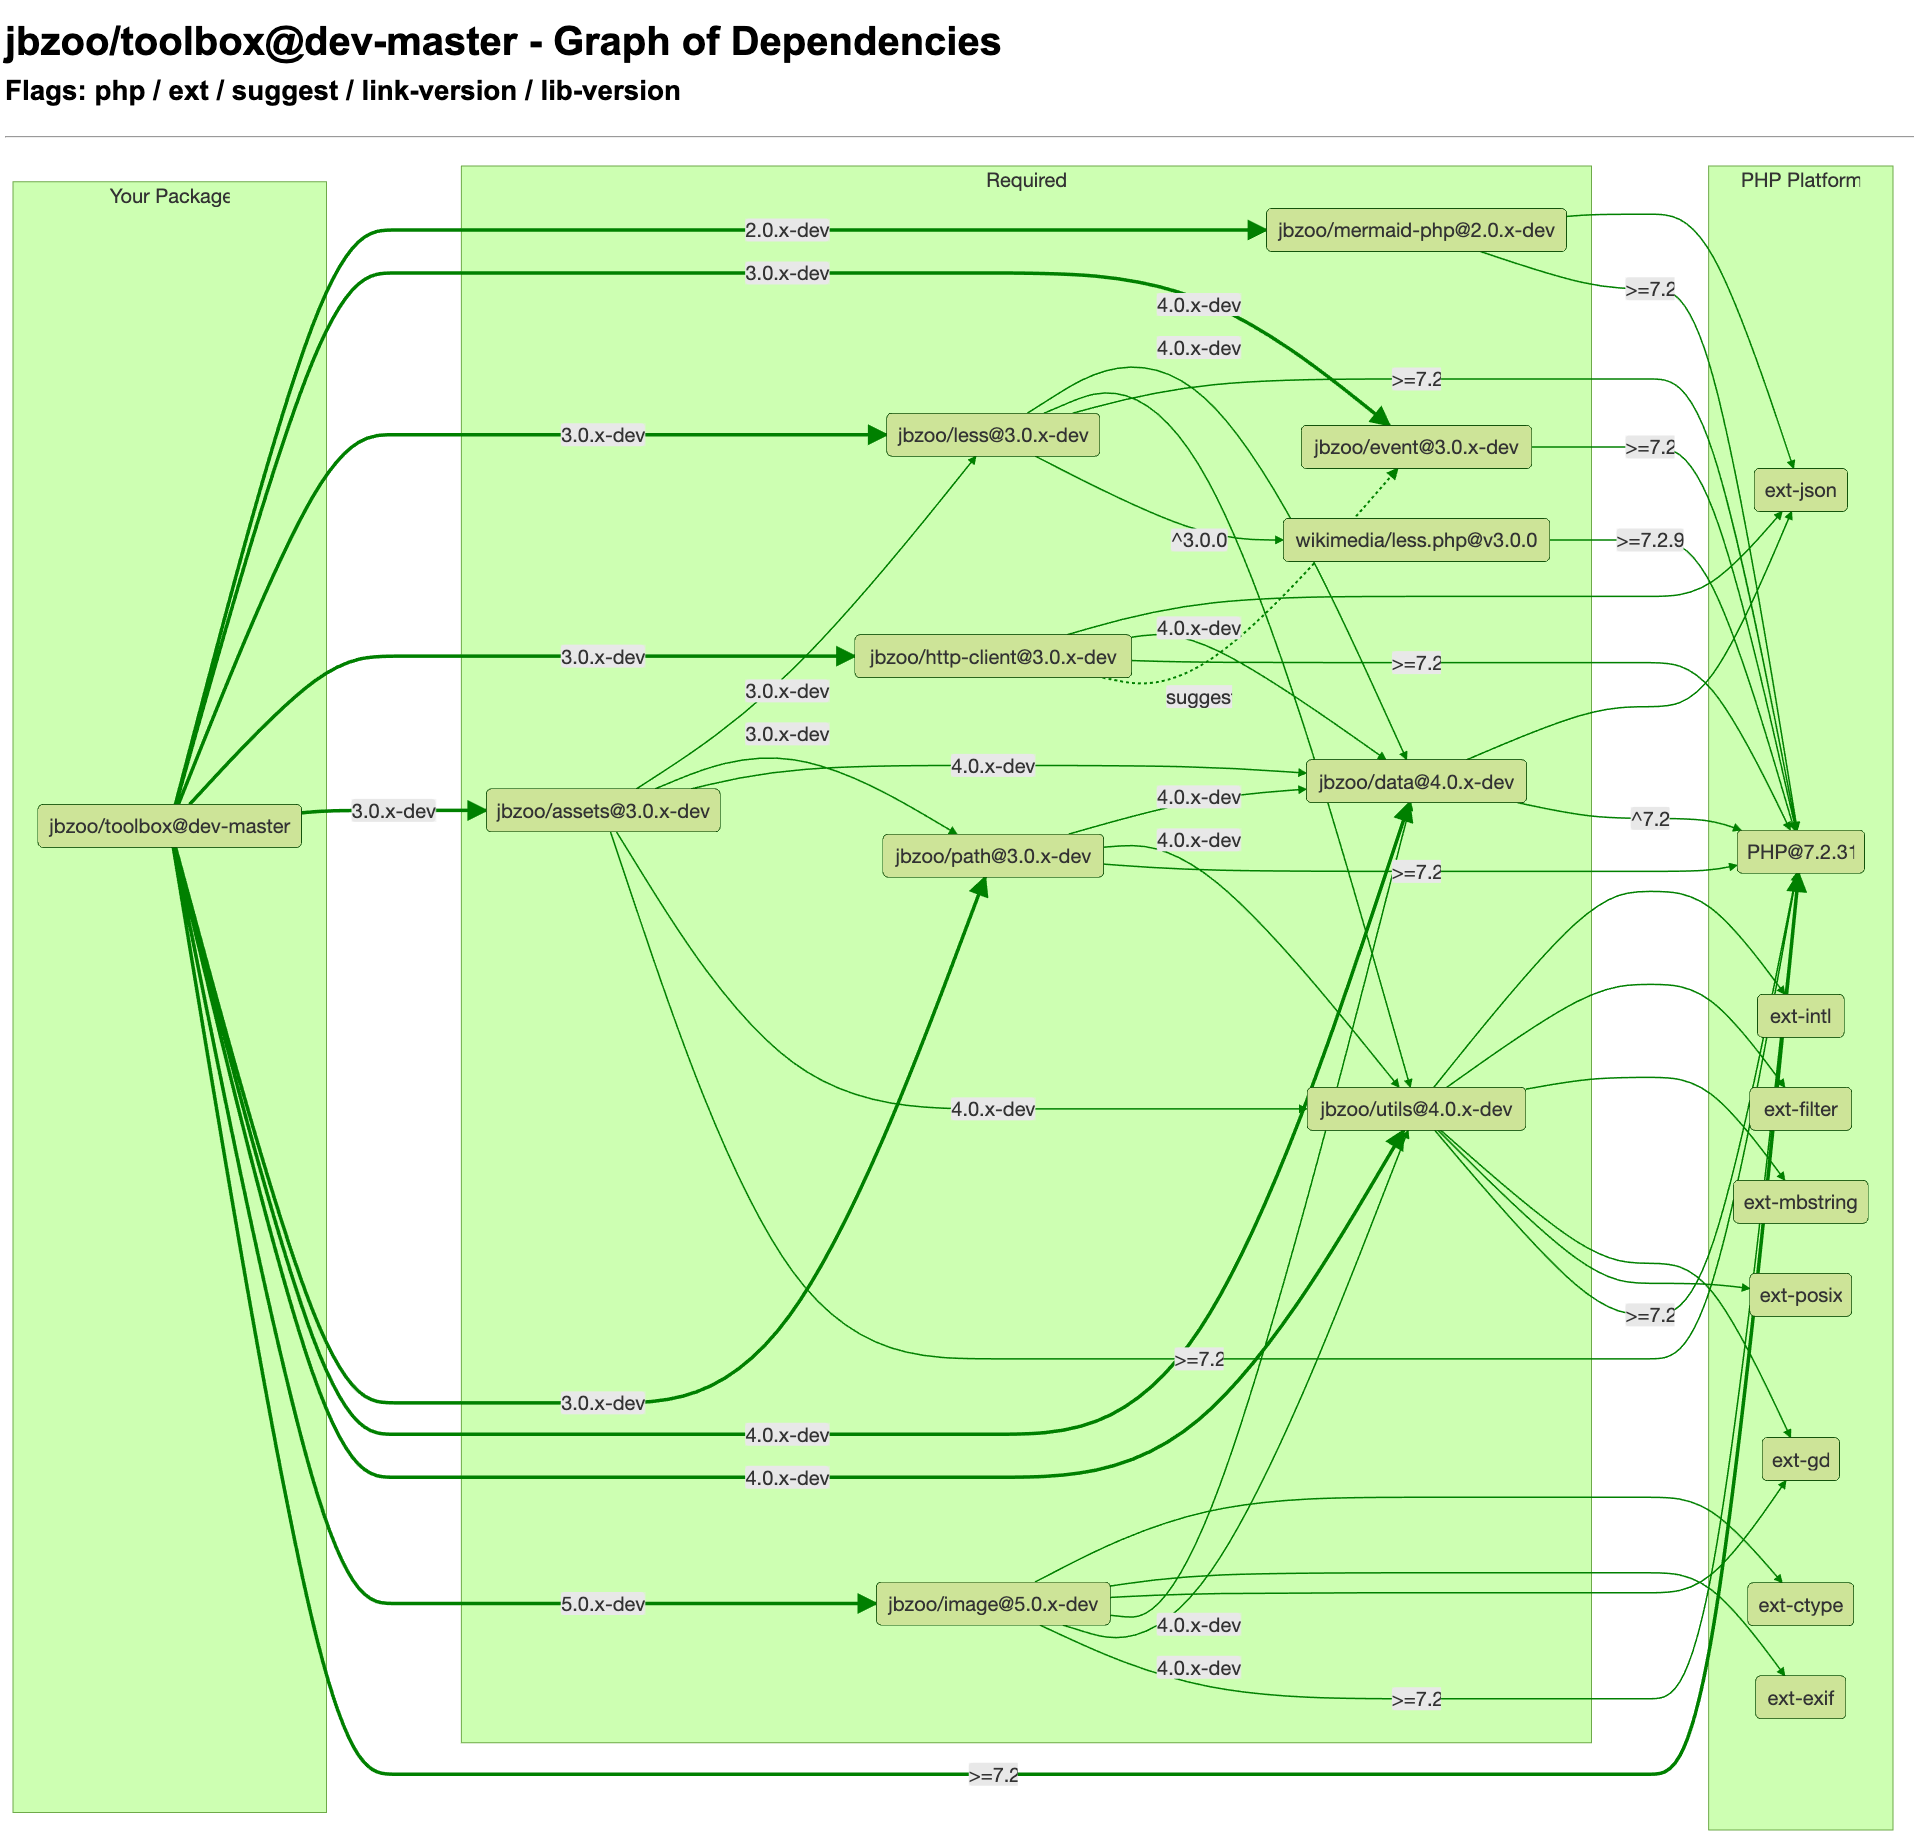 jbzoo/toolbox@dev-master - Graph of Dependencies
Flags: php / ext / suggest / link-version / lib-version
Your Package
Required
PHP Platform
2.0.x-dev
jbzoo/mermaid-php@2.0.x-dev
3.0.x-dev
>=7.2
4.0.x-dev
4.0.x-dev
>=7.2
3.0.x-dev
jbzoo/less@3.0.x-dev
jbzoo/event@3.0.x-dev
>=7.2
ext-json
^3.0.0
wikimedia/less.php@v3.0.0
>=7.2.9
4.0.x-dev
3.0.x-dev
jbzoo/http-client@3.0.x-dev
>=7.2
3.0.x-dev
sugges
3.0.x-dev
4.0.x-dev
jbzoo/data@4.0.x-dev
4.0.x-dev
3.0.x-dev
jbzoo/assets@3.0.x-dev
^7.2
jbzoo/toolbox@dev-master
4.0.x-dev
jbzoo/path@3.0.x-dev
PHP@7.2.31
>=7.2
ext-intl
4.0.x-dev
jbzoo/utils@4.0.x-dev
ext-filter
ext-mbstring
ext-posix
>=7.2
>=7.2
3.0.x-dev
4.0.x-dev
ext-gd
4.0.x-dev
5.0.x-dev
jbzoo/image@5.0.x-dev
ext-ctype
4.0.x-dev
4.0.x-dev
>=7.2
ext-exif
>=7.2